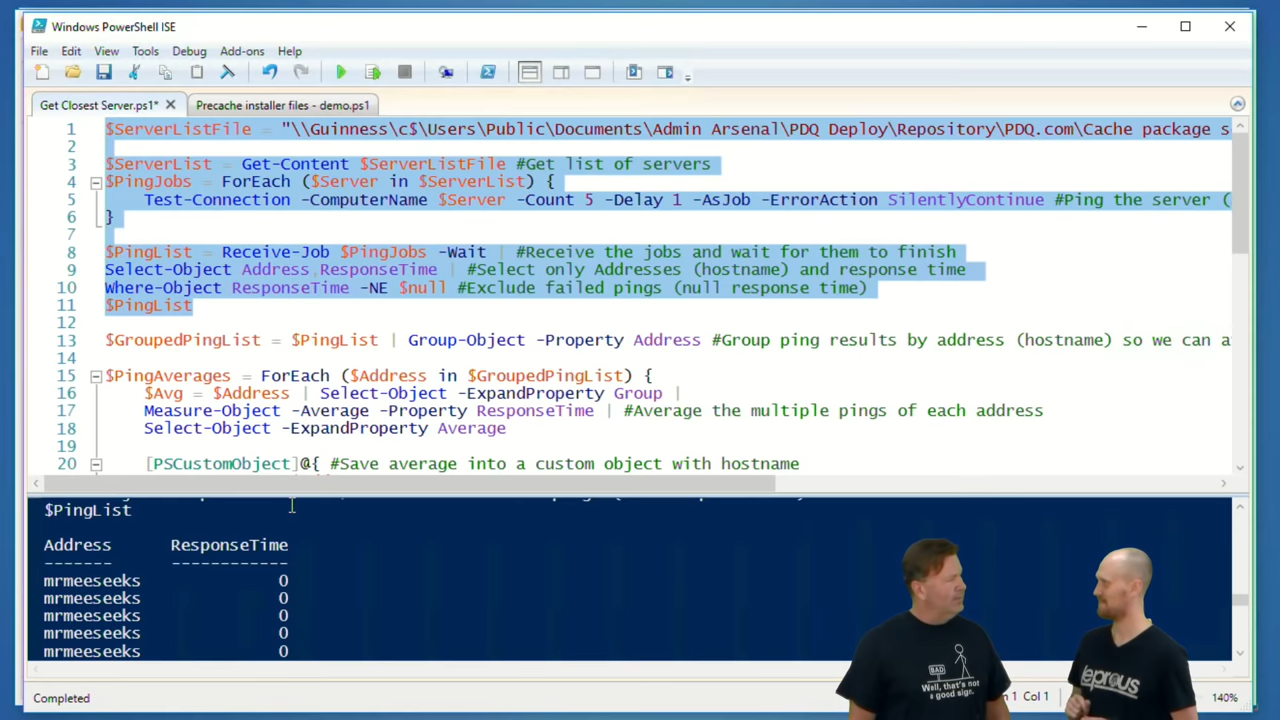 Windows PowerShell ISE
File Edit View Tools Debug Add-ons Help
Get Closest Server.ps1* Precache installer files - demo.ps1
1 $ServerListFile = "\\Guinness\c$\Users\Public\Documents\Admin Arsenal\PDQ Deploy\Repository\PDQ.com\Cache package s
2
3 $ServerList = Get-Content $ServerListFile #Get list of servers
4 $PingJobs = ForEach ($Server in $ServerList) {
5 Test-Connection -ComputerName $Server -Count 5 -Delay 1 -AsJob -ErrorAction SilentlyContinue #Ping the server (
6 }
7
8 $PingList = Receive-Job $PingJobs -Wait | #Receive the jobs and wait for them to finish
9 Select-Object Address,ResponseTime | #Select only Addresses (hostname) and response time
10 Where-Object ResponseTime -NE $null #Exclude failed pings (null response time)
11 $PingList
12
13 $GroupedPingList = $PingList | Group-Object -Property Address #Group ping results by address (hostname) so we can a
14
15 $PingAverages = ForEach ($Address in $GroupedPingList) {
16 $Avg = $Address | Select-Object -ExpandProperty Group |
17 Measure-Object -Average -Property ResponseTime | #Average the multiple pings of each address
18 Select-Object -ExpandProperty Average
19
20 [PSCustomObject]@{ #Save average into a custom object with hostname
$PingList
Address ResponseTime
------- ------------
mrmeeseeks 0
mrmeeseeks 0
mrmeeseeks 0
mrmeeseeks 0
mrmeeseeks 0
BAD
Well, that's not
a good sign.
leprous
Completed
1 Col 1
140%